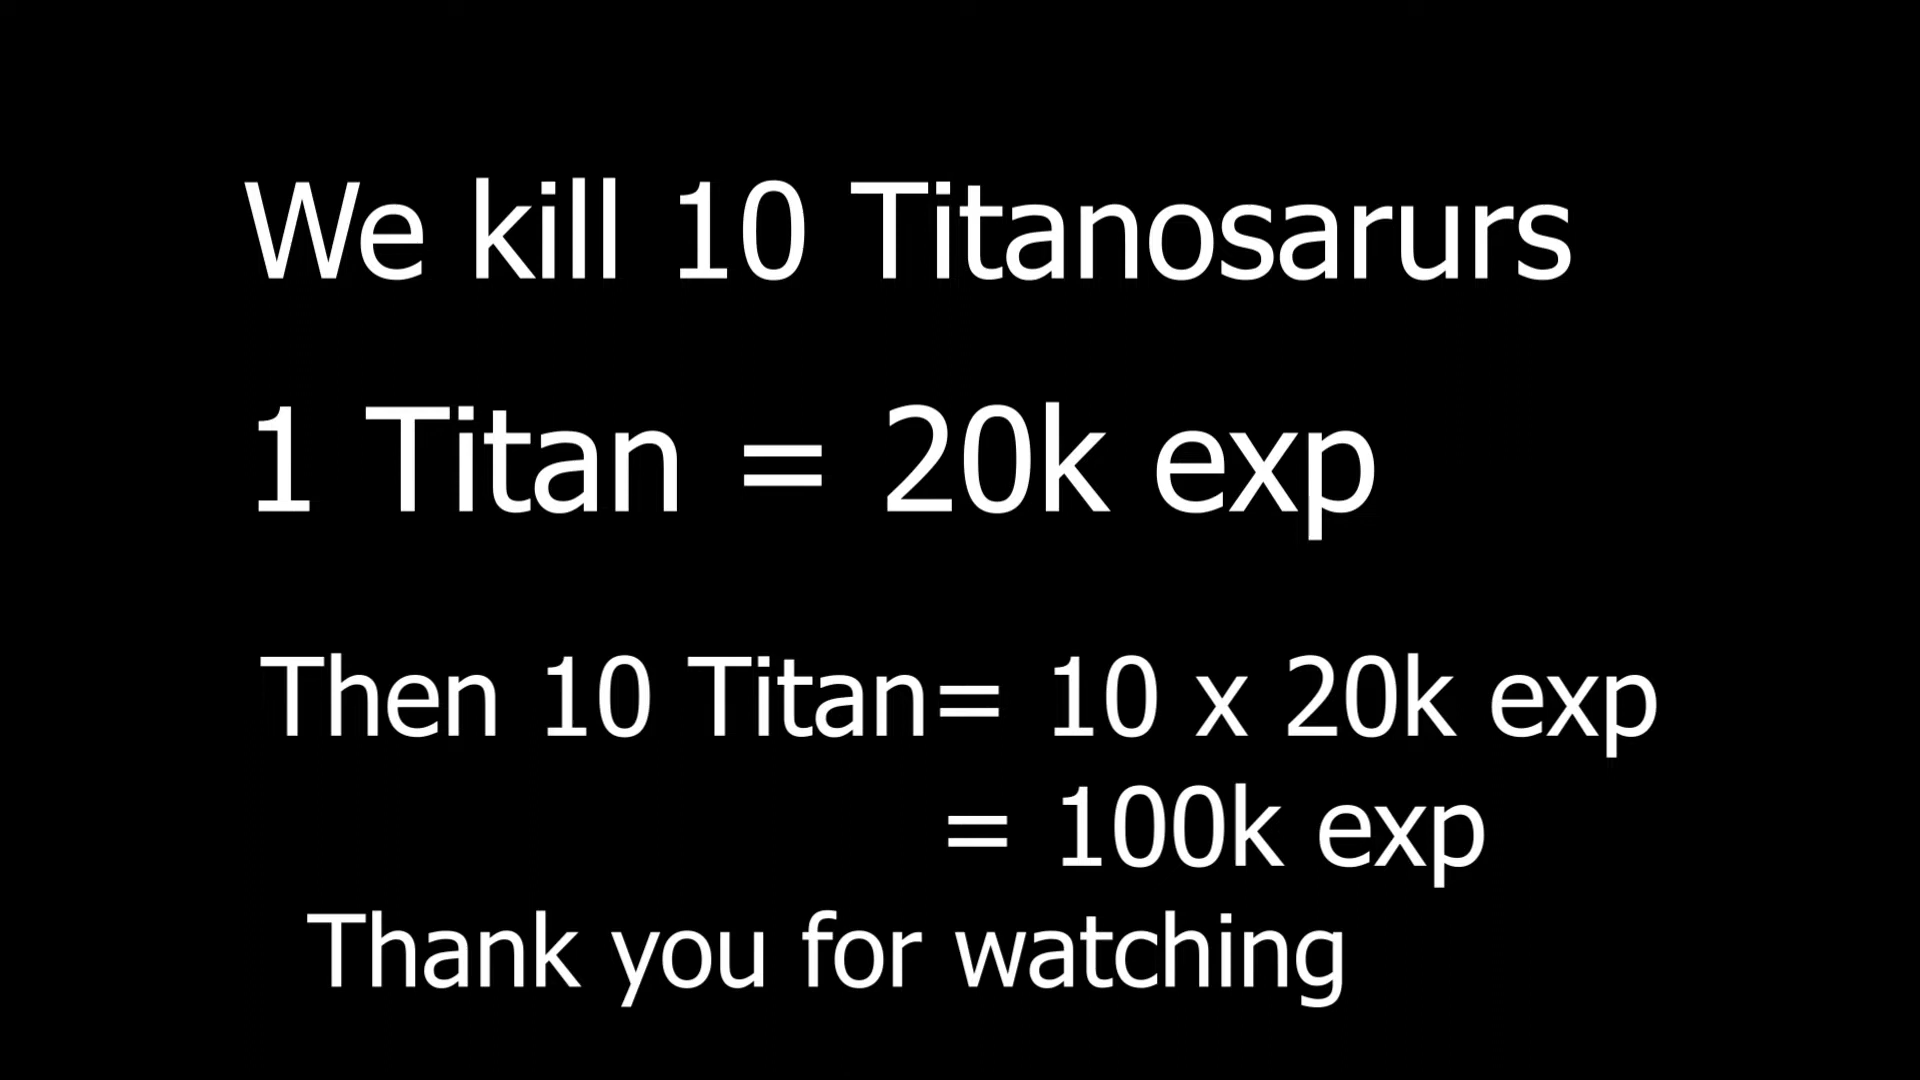 We kill 10 Titanosarurs
1 Titan = 20k exp
Then 10 Titan= 10 x 20k exp
= 100k exp
Thank you for watching